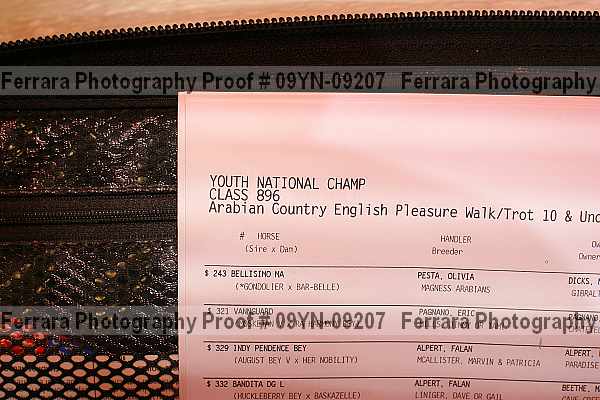 Ferrara Photography Proof # 09YN-09207 Ferrara Photography
YOUTH NATIONAL CHAMP
CLASS 896
Arabian Country English Pleasure Walk/Trot 10 & Und
# HORSE HANDLER
(Sire x Dam) Breeder
$ 243 BELLISIMO MA PESTA, OLIVIA DICKS,
(*GONDOLIER x BAR-BELLE) MAGNESS ARABIANS
$ 321 VANNGUARD PAGNANO, ERIC PAGNANO,
Ferrara Photography Proof # 09YN-09207 Ferrara Photography
$ 329 INDY PENDENCE BEY ALPERT, FALAN ALPERT,
(AUGUST BEY V x HER NOBILITY) MCALLISTER, MARVIN & PATRICIA PARADISE
$ 332 BANDITA DG L ALPERT, FALAN BEETHE,
(HUCKLEBERRY BEY x BASKAZELLE) LINIGER, DAVE OR GAIL